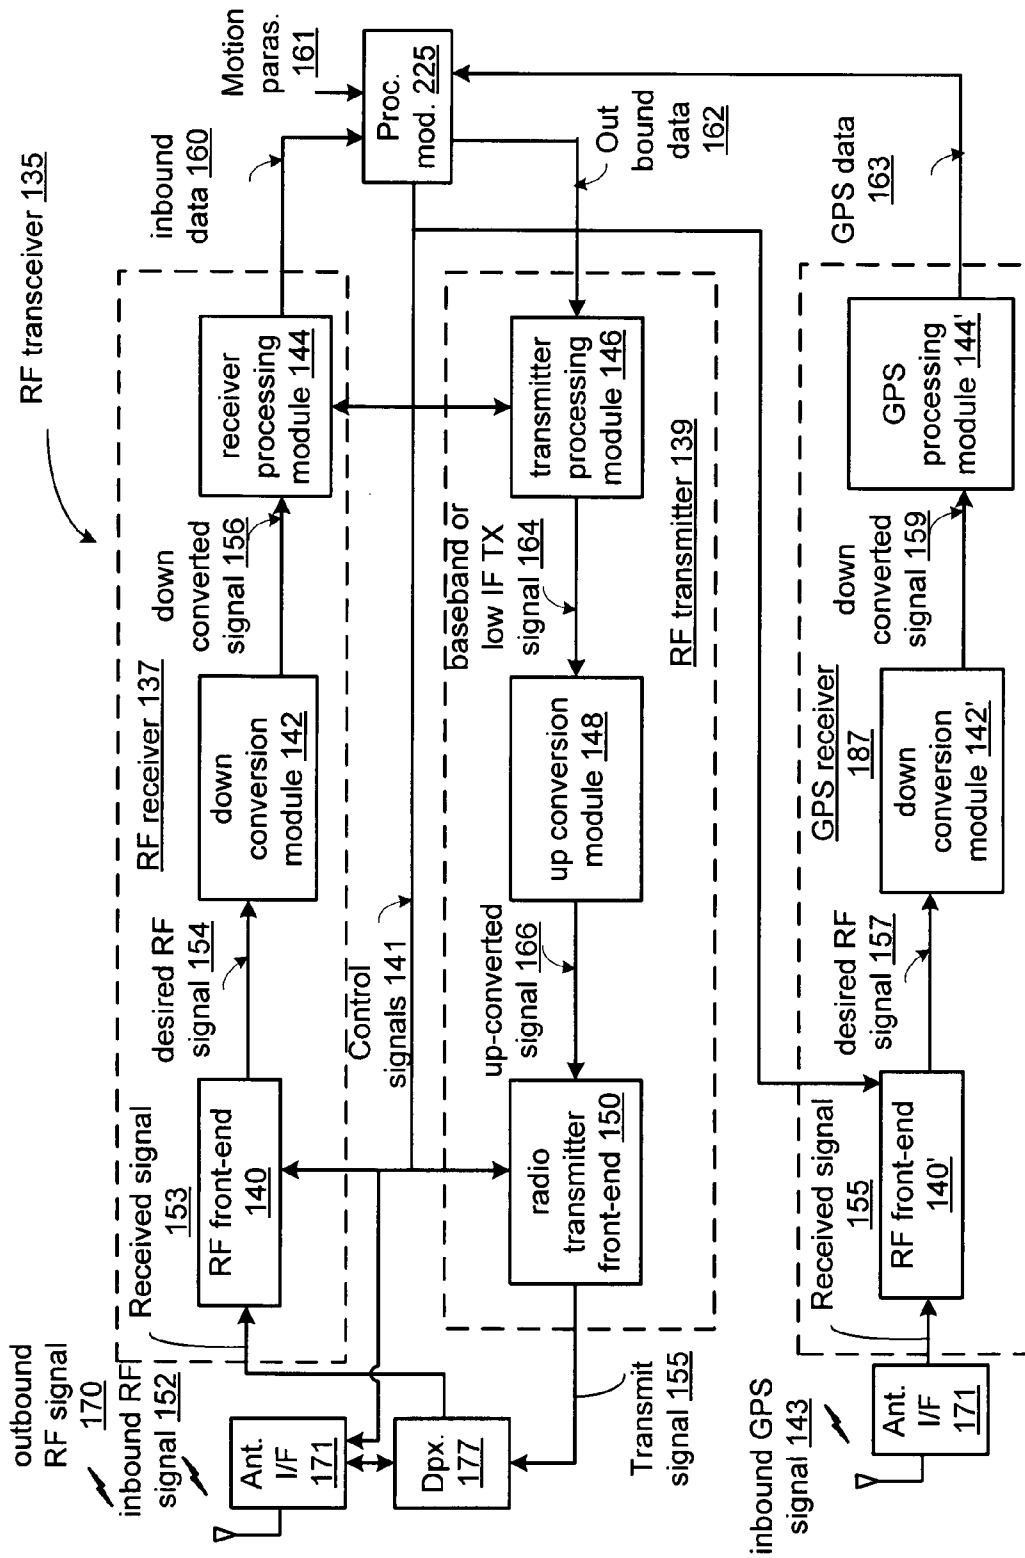 RF transceiver 135
outbound
RF signal
170
inbound RF
signal 152
Ant.
I/F
171
Dpx.
177
Received signal
153
RF front-end
140
desired RF
signal 154
RF receiver 137
down
conversion
module 142
down
converted
signal 156
receiver
processing
module 144
inbound
data 160
Motion
paras.
161
Proc.
mod. 225
Control
signals 141
Out
bound
data
162
transmitter
processing
module 146
baseband or
low IF TX
signal 164
up conversion
module 148
up-converted
signal 166
radio
transmitter
front-end 150
RF transmitter 139
Transmit
signal 155
inbound GPS
signal 143
Ant.
I/F
171
Received signal
155
RF front-end
140'
desired RF
signal 157
GPS receiver
187
down
conversion
module 142'
down
converted
signal 159
GPS
processing
module 144'
GPS data
163